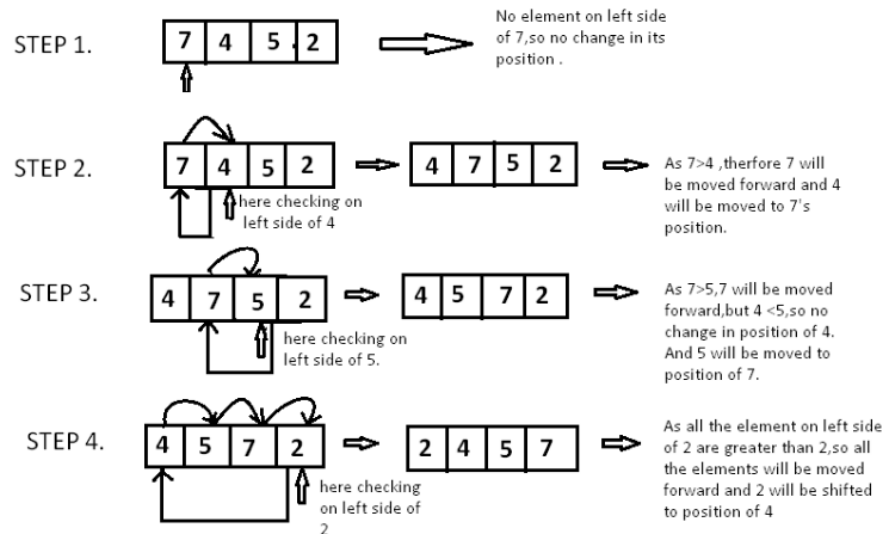 STEP 1.
7 4 5 2
No element on left side
of 7,so no change in its
position .
STEP 2.
7 4 5 2
here checking on
left side of 4
4 7 5 2
As 7>4 ,therfore 7 will
be moved forward and 4
will be moved to 7's
position.
STEP 3.
4 7 5 2
here checking on
left side of 5.
4 5 7 2
As 7>5,7 will be moved
forward,but 4 <5,so no
change in position of 4.
And 5 will be moved to
position of 7.
STEP 4.
4 5 7 2
here checking
on left side of
2
2 4 5 7
As all the element on left side
of 2 are greater than 2,so all
the elements will be moved
forward and 2 will be shifted
to position of 4